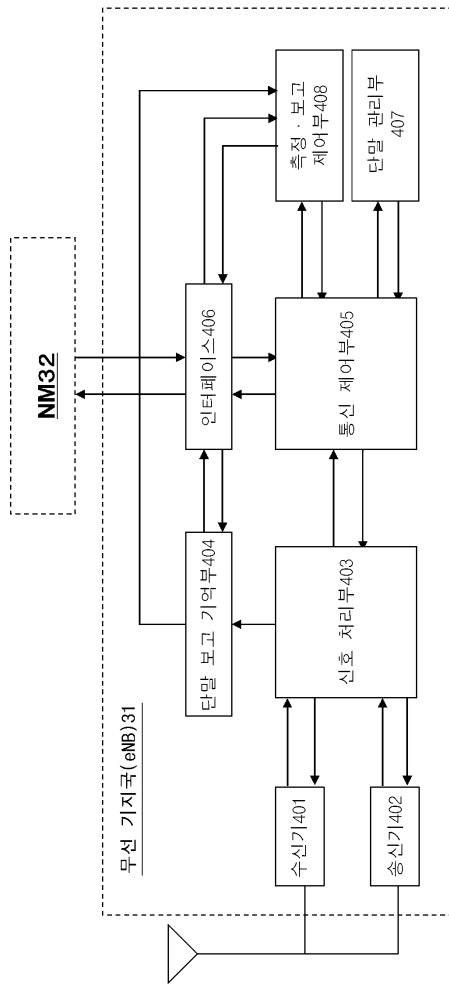 NM32
무선 기지국(eNB)31
수신기401
송신기402
신호 처리부403
단말 보고 기억부404
통신 제어부405
인터페이스406
측정·보고
제어부408
단말 관리부
407